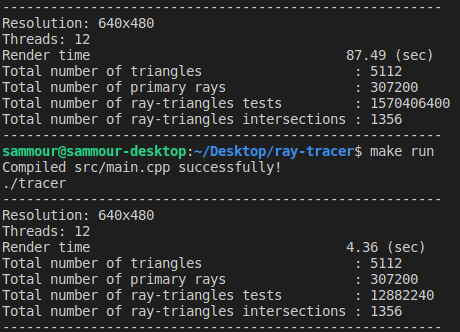 ------------------------------------------------------
Resolution: 640x480
Threads: 12
Render time                                87.49 (sec)
Total number of triangles                   : 5112
Total number of primary rays                : 307200
Total number of ray-triangles tests         : 1570406400
Total number of ray-triangles intersections : 1356
------------------------------------------------------
sammour@sammour-desktop:~/Desktop/ray-tracer$ make run
Compiled src/main.cpp successfully!
./tracer
------------------------------------------------------
Resolution: 640x480
Threads: 12
Render time                                4.36 (sec)
Total number of triangles                   : 5112
Total number of primary rays                : 307200
Total number of ray-triangles tests         : 12882240
Total number of ray-triangles intersections : 1356
------------------------------------------------------